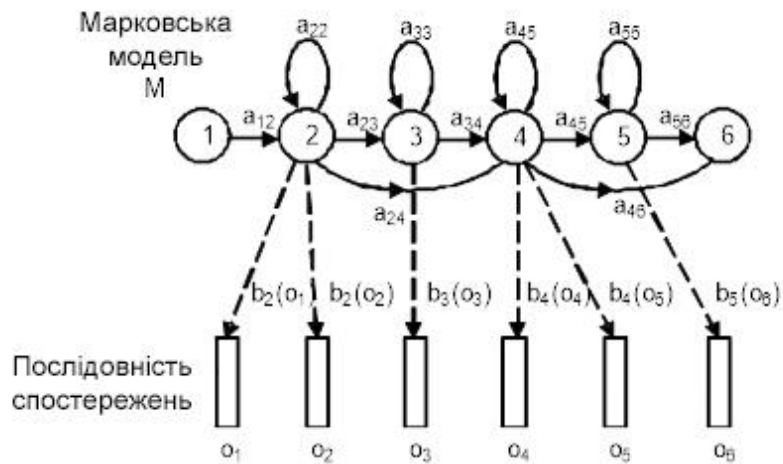 Марковська
модель
М
a₂₂ a₃₃ a₄₅ a₅₅
1 a₁₂ 2 a₂₃ 3 a₃₄ 4 a₄₅ 5 a₅₆ 6
a₂₄ a₄₆
b₂(o₁) b₂(o₂) b₃(o₃) b₄(o₄) b₄(o₅) b₅(o₆)
Послідовність
спостережень
o₁ o₂ o₃ o₄ o₅ o₆